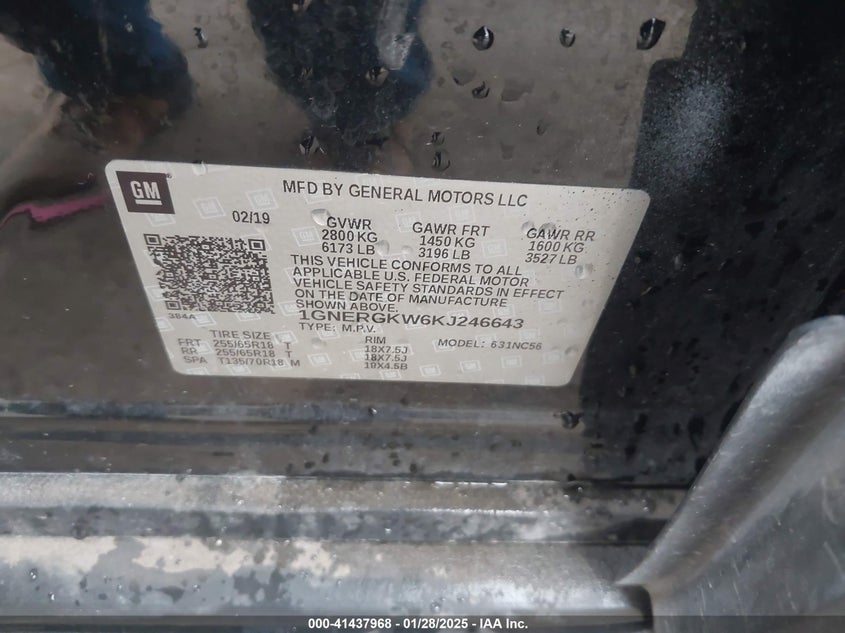 GM
MFD BY GENERAL MOTORS LLC
02/19
GVWR
2800 KG
6173 LB
GAWR FRT
1450 KG
3196 LB
GAWR RR
1600 KG
3527 LB
THIS VEHICLE CONFORMS TO ALL
APPLICABLE U.S. FEDERAL MOTOR
VEHICLE SAFETY STANDARDS IN EFFECT
ON THE DATE OF MANUFACTURE
SHOWN ABOVE.
384A
1GNERGKW6KJ246643
TYPE: M.P.V.
MODEL: 631NC56
TIRE SIZE RIM
FRT 255/65R18 T 18X7.5J
RR 255/65R18 T 18X7.5J
SPA T135/70R18 M 18X4.5B
000-41437968 - 01/28/2025 - 1IAA Inc.